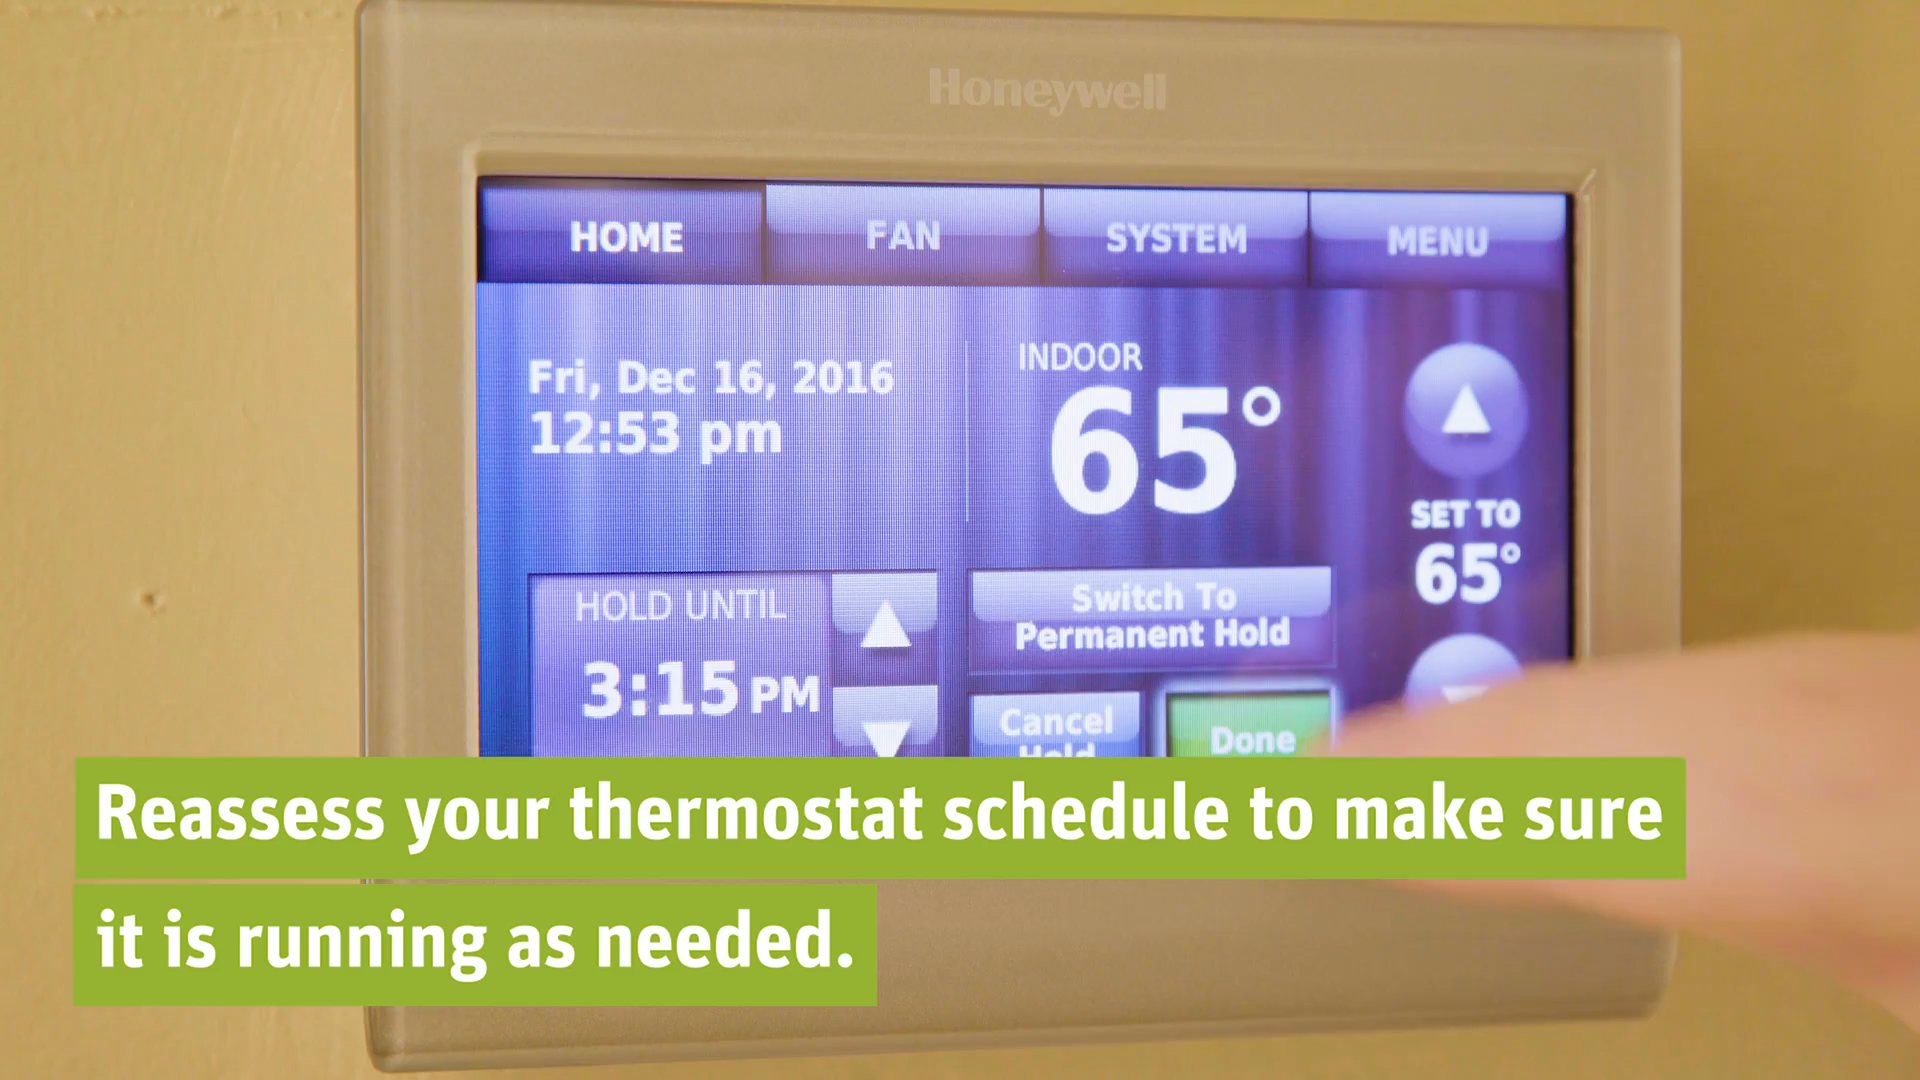 Honeywell
HOME
FAN
SYSTEM
MENU
Fri, Dec 16, 2016
12:53 pm
INDOOR
65°
SET TO
65°
HOLD UNTIL
3:15 PM
Switch To
Permanent Hold
Cancel
Hold
Done
Reassess your thermostat schedule to make sure
it is running as needed.